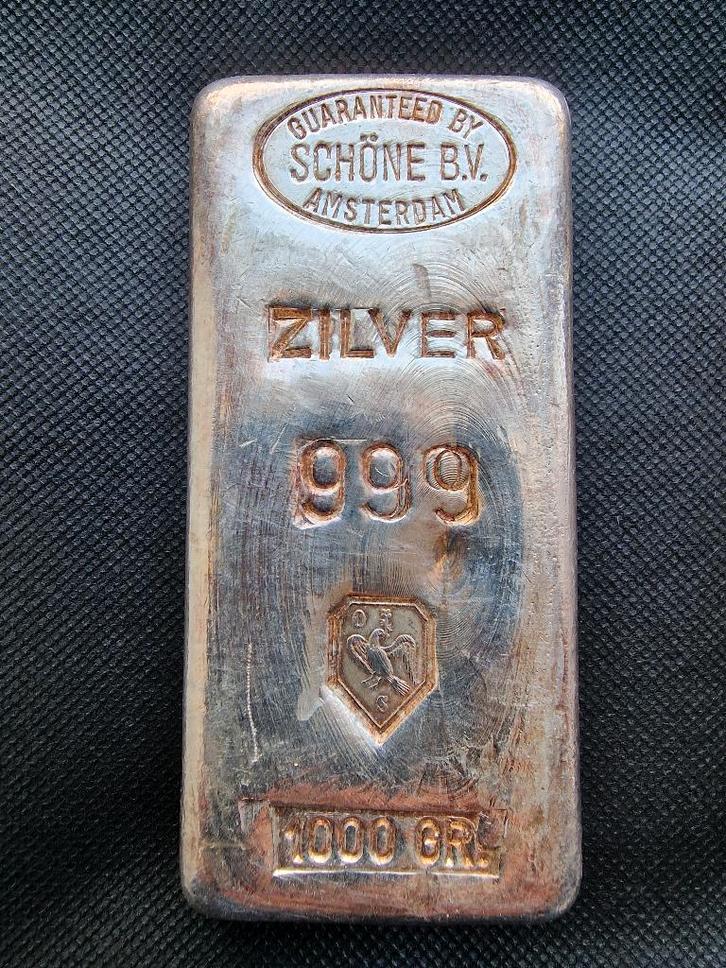 GUARANTEED BY
SCHÖNE B.V.
AMSTERDAM
ZILVER
999
1000 GR.